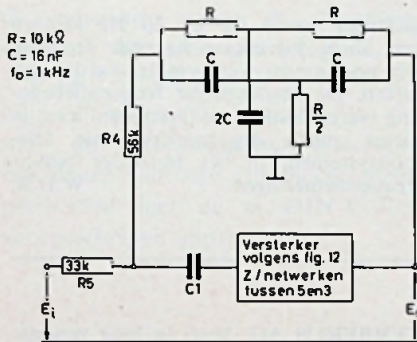 R = 10 kΩ
C = 16 nF
f₀ = 1 kHz
R
R
C
C
2C
R
2
R4
56k
33k
R5
C1
Versterker
volgens fig. 12
Z / netwerken
tussen 5 en 3
Ei
E